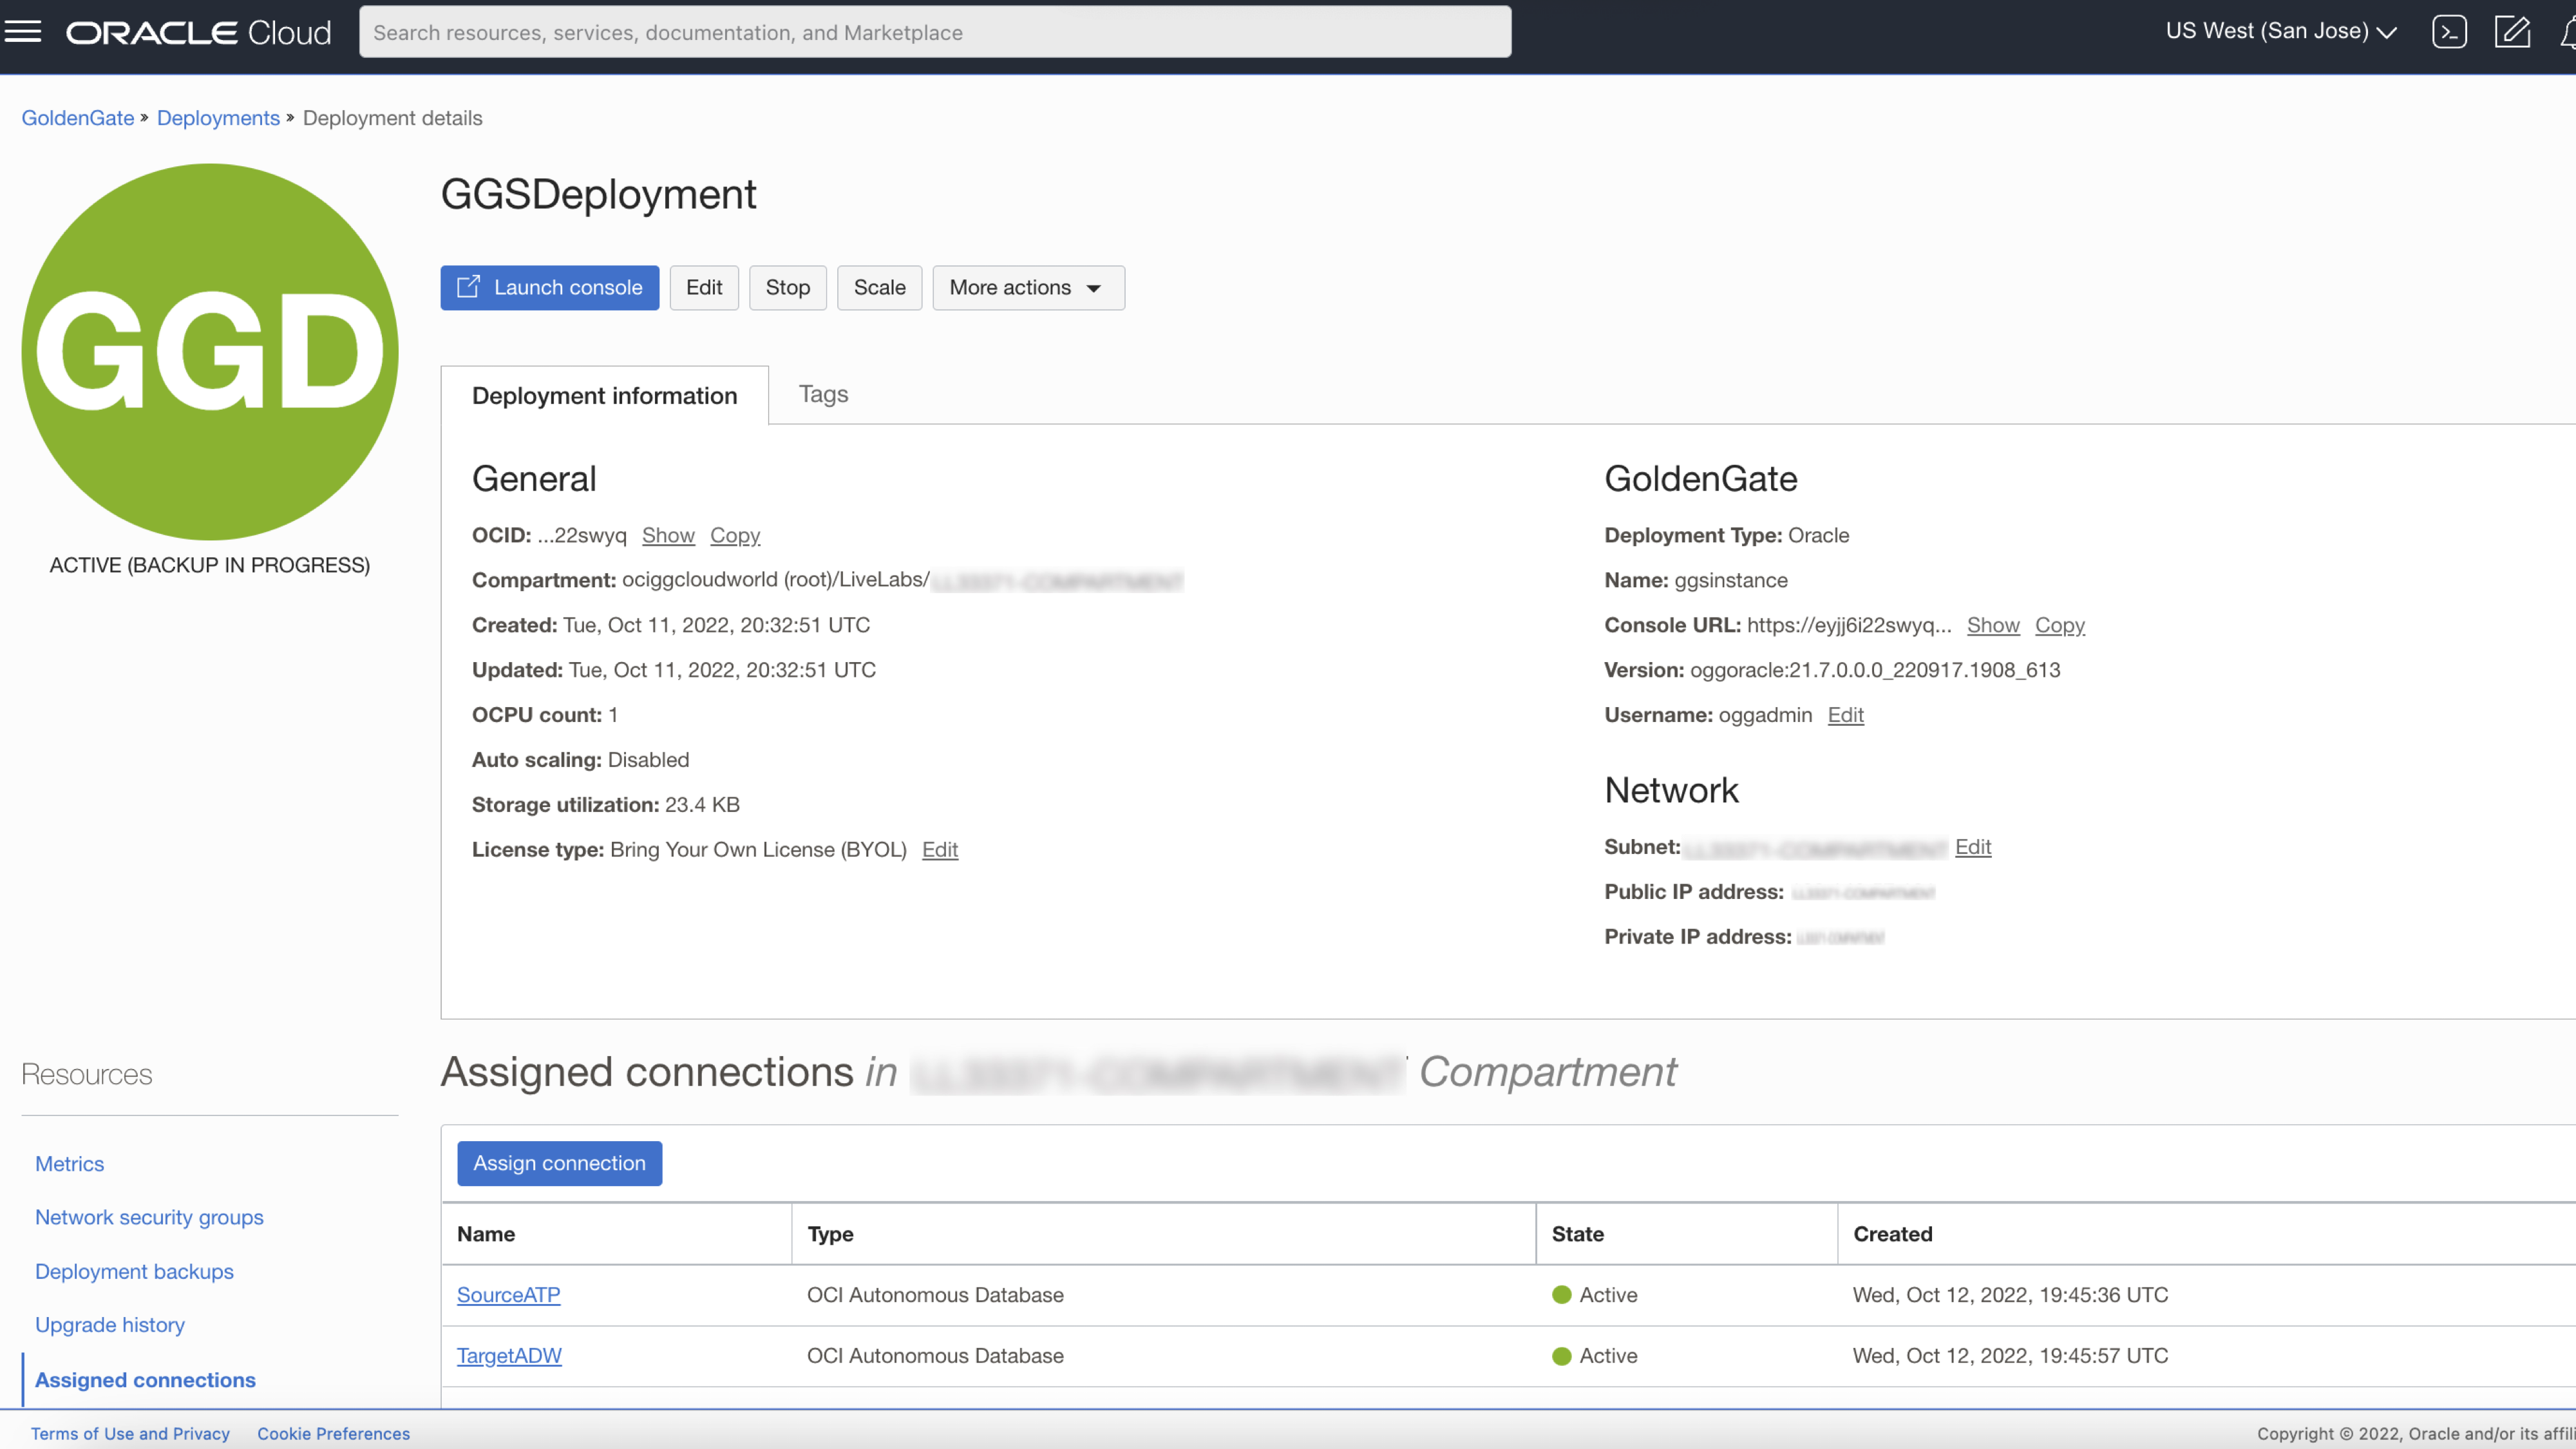 ORACLE Cloud
Search resources, services, documentation, and Marketplace
US West (San Jose)
GoldenGate » Deployments » Deployment details
GGD
ACTIVE (BACKUP IN PROGRESS)
GGSDeployment
Launch console Edit Stop Scale More actions
Deployment information Tags
General
OCID: ...22swyq Show Copy
Compartment: ociggcloudworld (root)/LiveLabs/
Created: Tue, Oct 11, 2022, 20:32:51 UTC
Updated: Tue, Oct 11, 2022, 20:32:51 UTC
OCPU count: 1
Auto scaling: Disabled
Storage utilization: 23.4 KB
License type: Bring Your Own License (BYOL) Edit
GoldenGate
Deployment Type: Oracle
Name: ggsinstance
Console URL: https://eyjj6i22swyq... Show Copy
Version: oggoracle:21.7.0.0.0_220917.1908_613
Username: oggadmin Edit
Network
Subnet: Edit
Public IP address:
Private IP address:
Resources
Metrics
Network security groups
Deployment backups
Upgrade history
Assigned connections
Assigned connections in Compartment
Assign connection
Name Type State Created
SourceATP OCI Autonomous Database Active Wed, Oct 12, 2022, 19:45:36 UTC
TargetADW OCI Autonomous Database Active Wed, Oct 12, 2022, 19:45:57 UTC
Terms of Use and Privacy Cookie Preferences
Copyright © 2022, Oracle and/or its affili